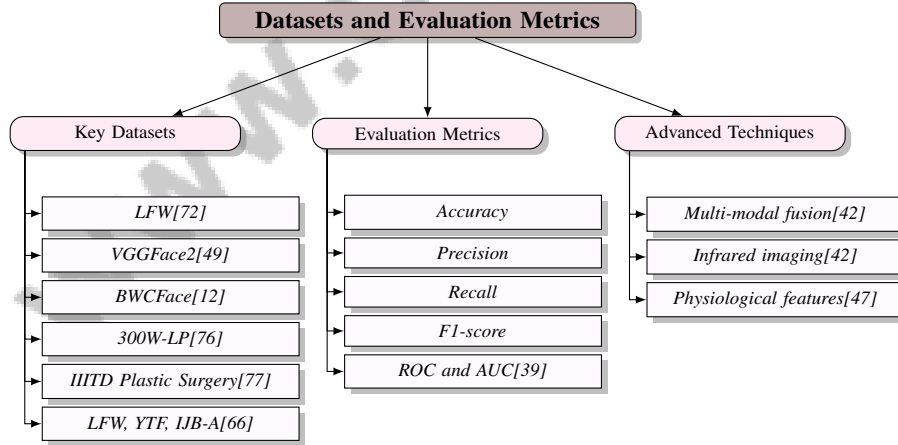 Datasets and Evaluation Metrics
Key Datasets
LFW[72]
VGGFace2[49]
BWCFace[12]
300W-LP[76]
IIITD Plastic Surgery[77]
LFW, YTF, IJB-A[66]
Evaluation Metrics
Accuracy
Precision
Recall
F1-score
ROC and AUC[39]
Advanced Techniques
Multi-modal fusion[42]
Infrared imaging[42]
Physiological features[47]
www.